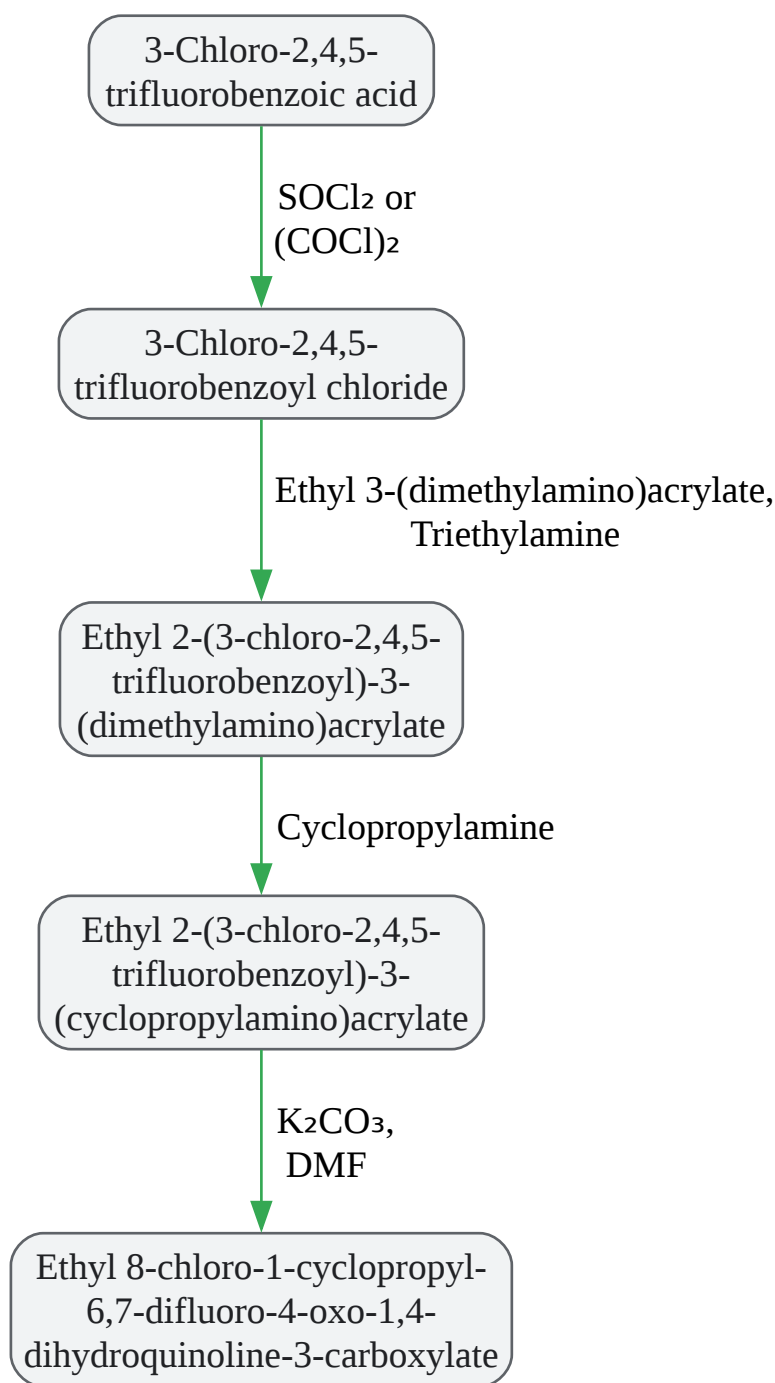 3-Chloro-2,4,5-
trifluorobenzoic acid
SOCl₂ or
(COCl)₂
3-Chloro-2,4,5-
trifluorobenzoyl chloride
Ethyl 3-(dimethylamino)acrylate,
Triethylamine
Ethyl 2-(3-chloro-2,4,5-
trifluorobenzoyl)-3-
(dimethylamino)acrylate
Cyclopropylamine
Ethyl 2-(3-chloro-2,4,5-
trifluorobenzoyl)-3-
(cyclopropylamino)acrylate
K₂CO₃,
DMF
Ethyl 8-chloro-1-cyclopropyl-
6,7-difluoro-4-oxo-1,4-
dihydroquinoline-3-carboxylate